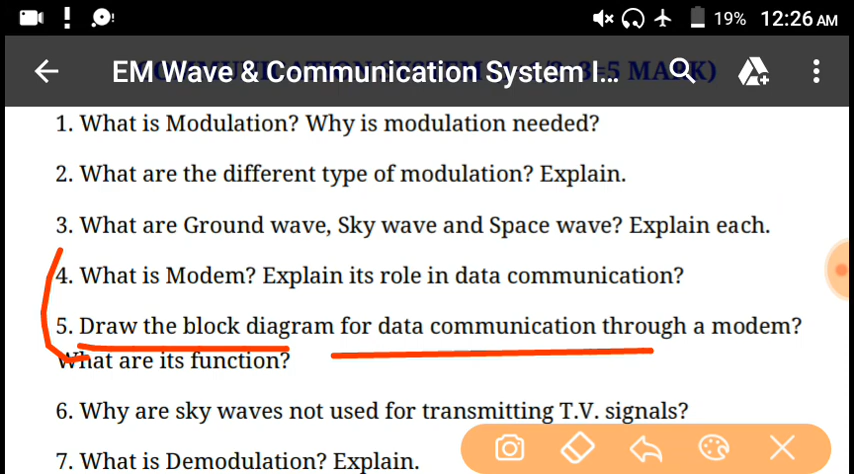 19% 12:26 AM
EM Wave & Communication System I...
1. What is Modulation? Why is modulation needed?
2. What are the different type of modulation? Explain.
3. What are Ground wave, Sky wave and Space wave? Explain each.
4. What is Modem? Explain its role in data communication?
5. Draw the block diagram for data communication through a modem?
What are its function?
6. Why are sky waves not used for transmitting T.V. signals?
7. What is Demodulation? Explain.